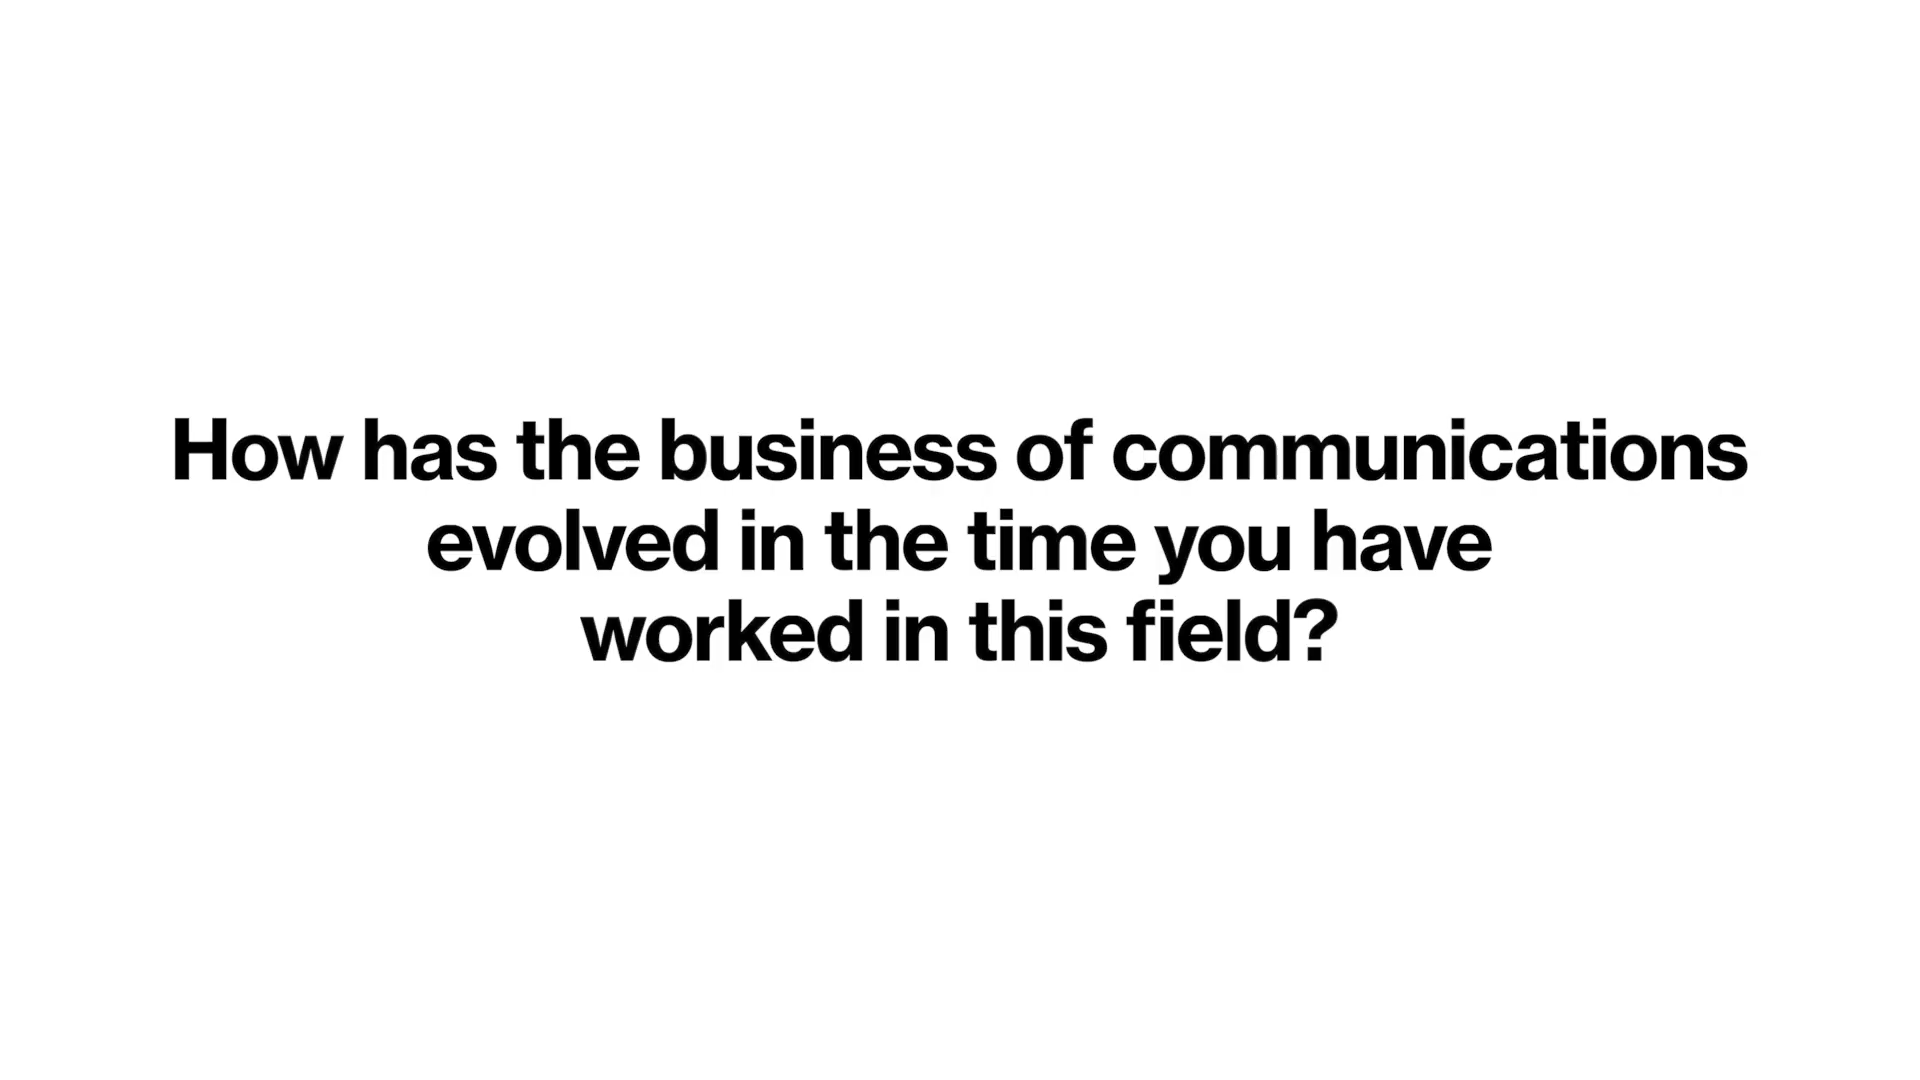 How has the business of communications
evolved in the time you have
worked in this field?